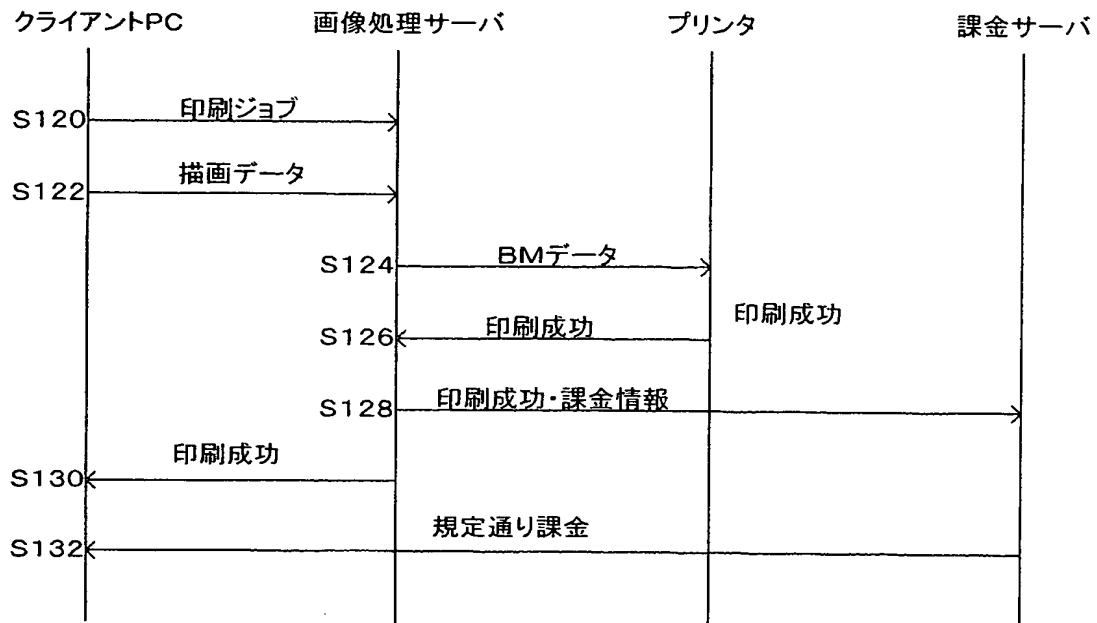 クライアントPC 画像処理サーバ プリンタ 課金サーバ
S120 印刷ジョブ
S122 描画データ
S124 BMデータ
印刷成功
S126 印刷成功
S128 印刷成功・課金情報
S130 印刷成功
S132 規定通り課金